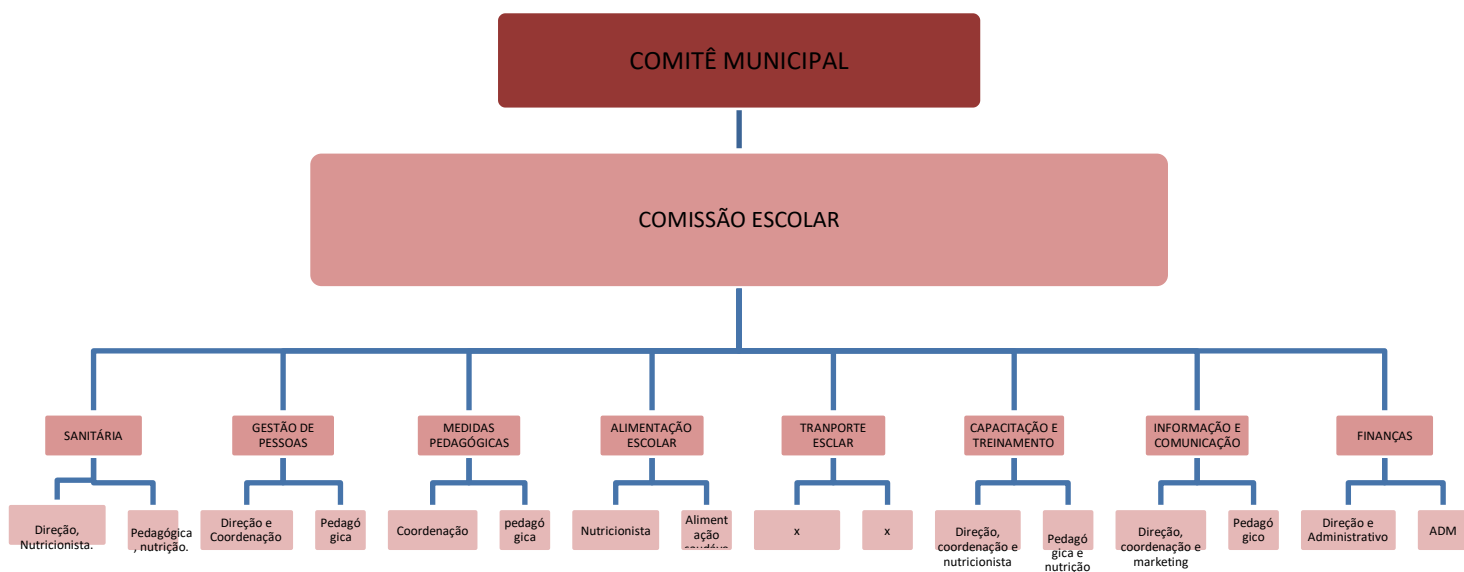 COMITÊ MUNICIPAL
COMISSÃO ESCOLAR
SANITÁRIA
GESTÃO DE
PESSOAS
MEDIDAS
PEDAGÓGICAS
ALIMENTAÇÃO
ESCOLAR
TRANPORTE
ESCLAR
CAPACITAÇÃO E
TREINAMENTO
INFORMAÇÃO E
COMUNICAÇÃO
FINANÇAS
Direção,
Nutricionista.
Pedagógica
, nutrição.
Direção e
Coordenação
Pedagó
gica
Coordenação
pedagó
gica
Nutricionista
Aliment
ação
x
x
Direção,
coordenação e
nutricionista
Pedagó
gica e
nutrição
Direção,
coordenação e
marketing
Pedagó
gico
Direção e
Administrativo
ADM